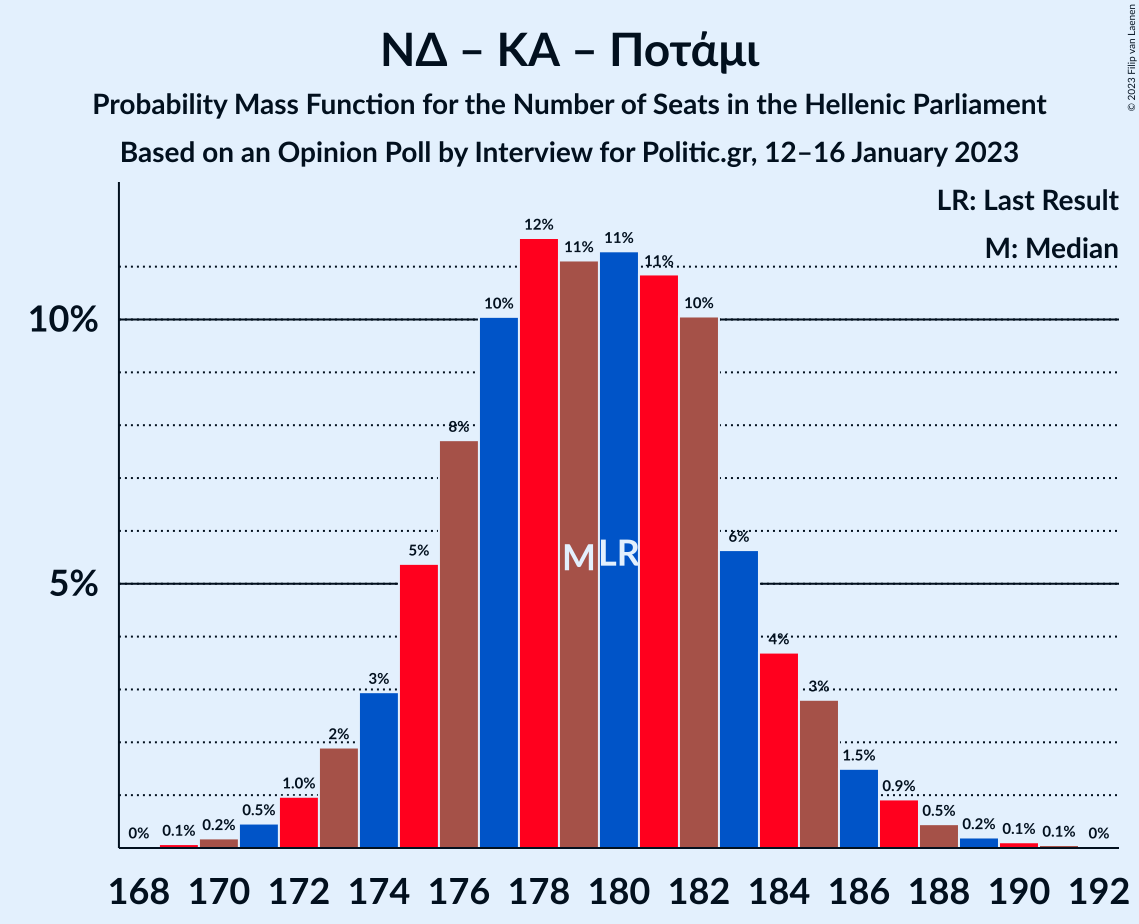 ΝΔ – ΚΑ – Ποτάμι
Probability Mass Function for the Number of Seats in the Hellenic Parliament
Based on an Opinion Poll by Interview for Politic.gr, 12–16 January 2023
© 2023 Filip van Laenen
LR: Last Result
M: Median
10%
5%
0% 0.1% 0.2% 0.5% 1.0% 2% 3% 5% 8% 10% 12% 11% 11% 11% 10% 6% 4% 3% 1.5% 0.9% 0.5% 0.2% 0.1% 0.1% 0%
M LR
168 170 172 174 176 178 180 182 184 186 188 190 192